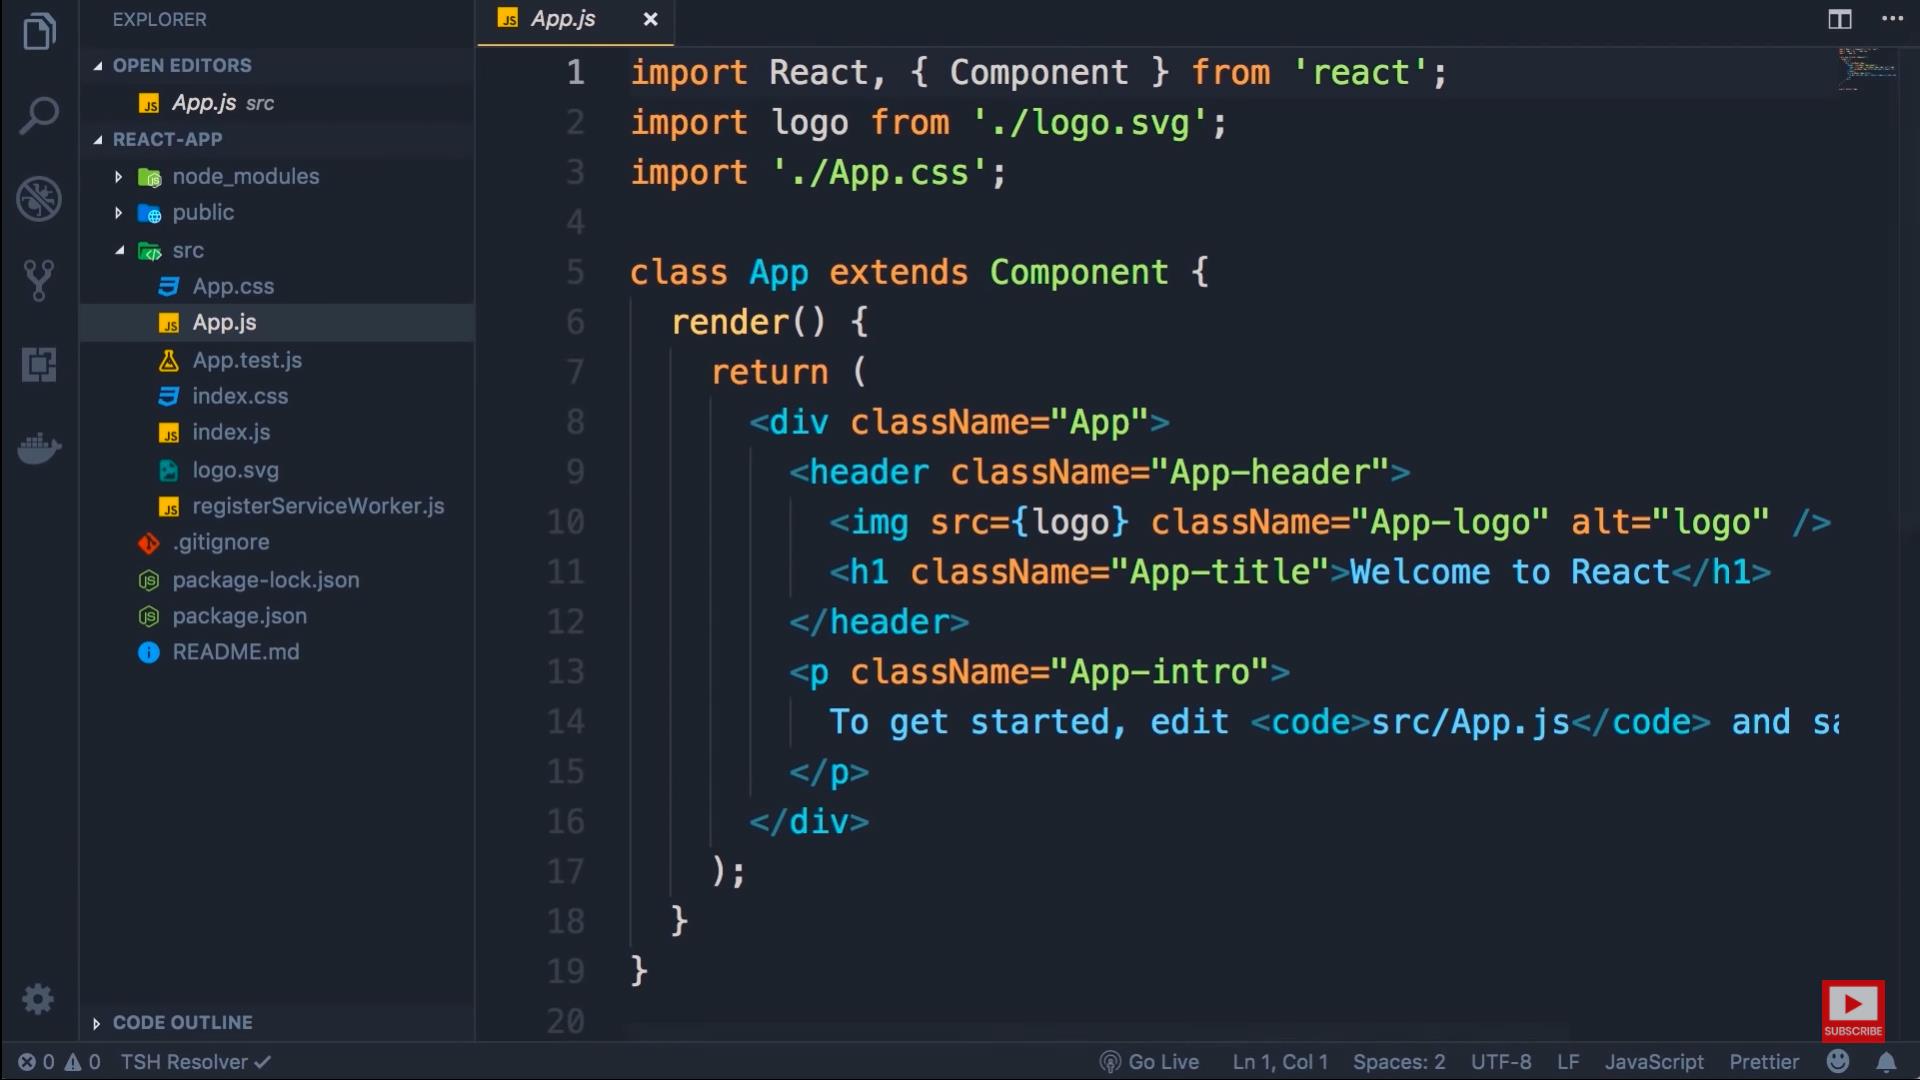 EXPLORER
OPEN EDITORS
JS App.js src
REACT-APP
node_modules
public
src
App.css
JS App.js
App.test.js
index.css
JS index.js
logo.svg
JS registerServiceWorker.js
.gitignore
package-lock.json
package.json
README.md
CODE OUTLINE
JS App.js
1 import React, { Component } from 'react';
2 import logo from './logo.svg';
3 import './App.css';
4
5 class App extends Component {
6 render() {
7 return (
8 <div className="App">
9 <header className="App-header">
10 <img src={logo} className="App-logo" alt="logo" />
11 <h1 className="App-title">Welcome to React</h1>
12 </header>
13 <p className="App-intro">
14 To get started, edit <code>src/App.js</code> and sa
15 </p>
16 </div>
17 );
18 }
19 }
20
SUBSCRIBE
0 0 TSH Resolver Go Live Ln 1, Col 1 Spaces: 2 UTF-8 LF JavaScript Prettier